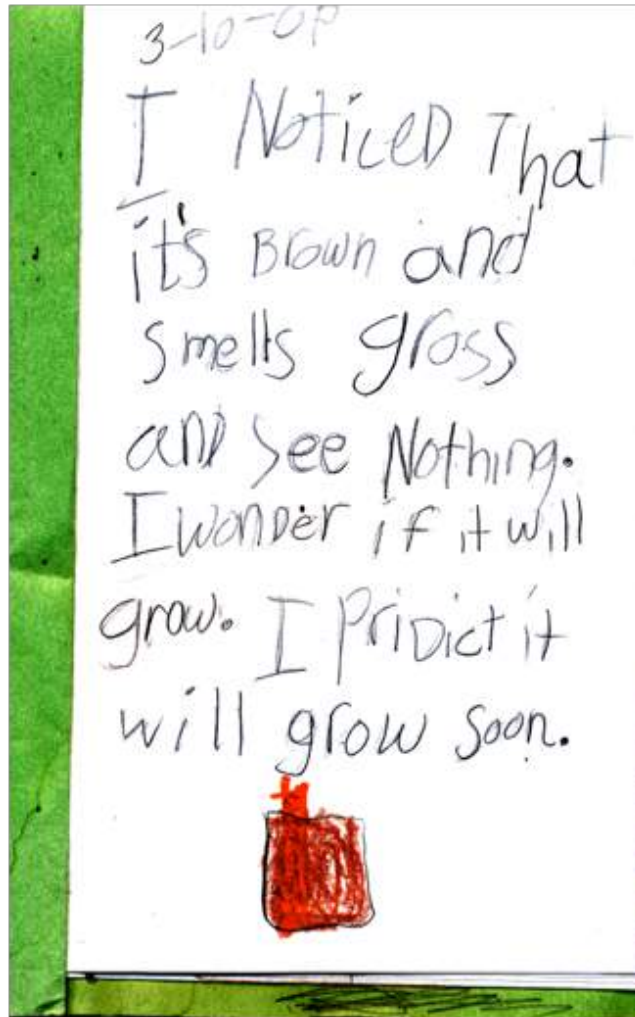 3-10-09
I NoticeD That
it's Brown and
smells gross
anD see Nothing.
I wonDer if it will
grow. I priDict it
will grow soon.